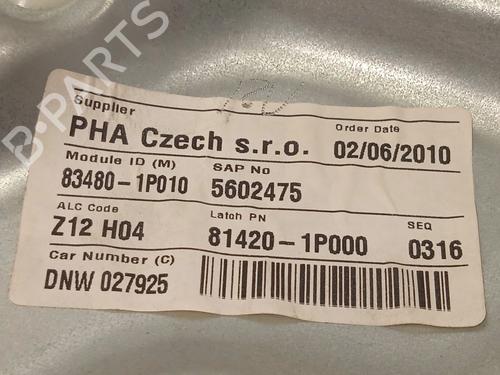 Supplier
PHA Czech s.r.o.
Order Date
02/06/2010
Module ID (M)
83480-1P010
SAP No
5602475
ALC Code
Z12 H04
Latch PN
81420-1P000
SEQ
0316
Car Number (C)
DNW 027925
B-PARTS